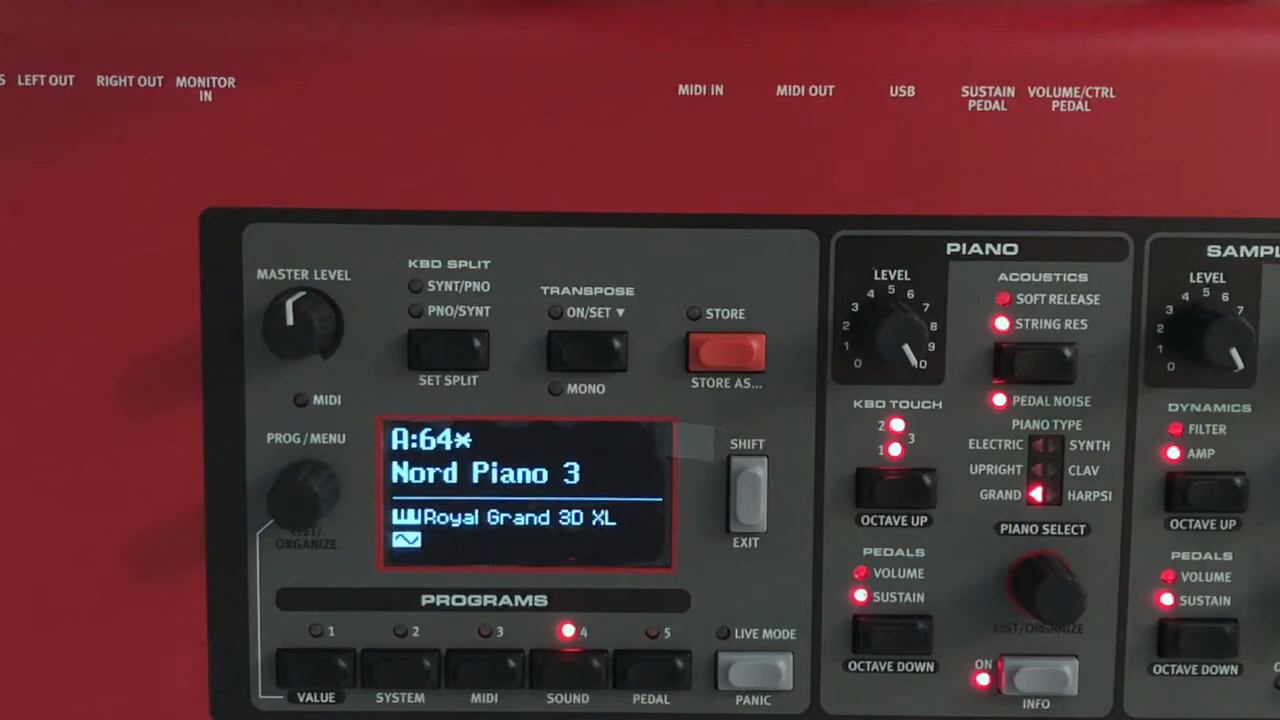 S LEFT OUT RIGHT OUT MONITOR IN
MIDI IN MIDI OUT USB SUSTAIN PEDAL VOLUME/CTRL PEDAL
MASTER LEVEL
MIDI
PROG / MENU
LIST/
ORGANIZE
KBD SPLIT
SYNT/PNO
PNO/SYNT
SET SPLIT
TRANSPOSE
ON/SET ▼
MONO
STORE
STORE AS...
A:64*
Nord Piano 3
Royal Grand 3D XL
SHIFT
EXIT
PROGRAMS
1 2 3 4 5
VALUE SYSTEM MIDI SOUND PEDAL
LIVE MODE
PANIC
PIANO
LEVEL
0 1 2 3 4 5 6 7 8 9 10
ACOUSTICS
SOFT RELEASE
STRING RES
PEDAL NOISE
KBD TOUCH
2
3
1
OCTAVE UP
PIANO TYPE
ELECTRIC SYNTH
UPRIGHT CLAV
GRAND HARPSI
PIANO SELECT
LIST/ORGANIZE
PEDALS
VOLUME
SUSTAIN
OCTAVE DOWN
ON
INFO
SAMPL
LEVEL
0 1 2 3 4 5 6 7
DYNAMICS
FILTER
AMP
OCTAVE UP
PEDALS
VOLUME
SUSTAIN
OCTAVE DOWN